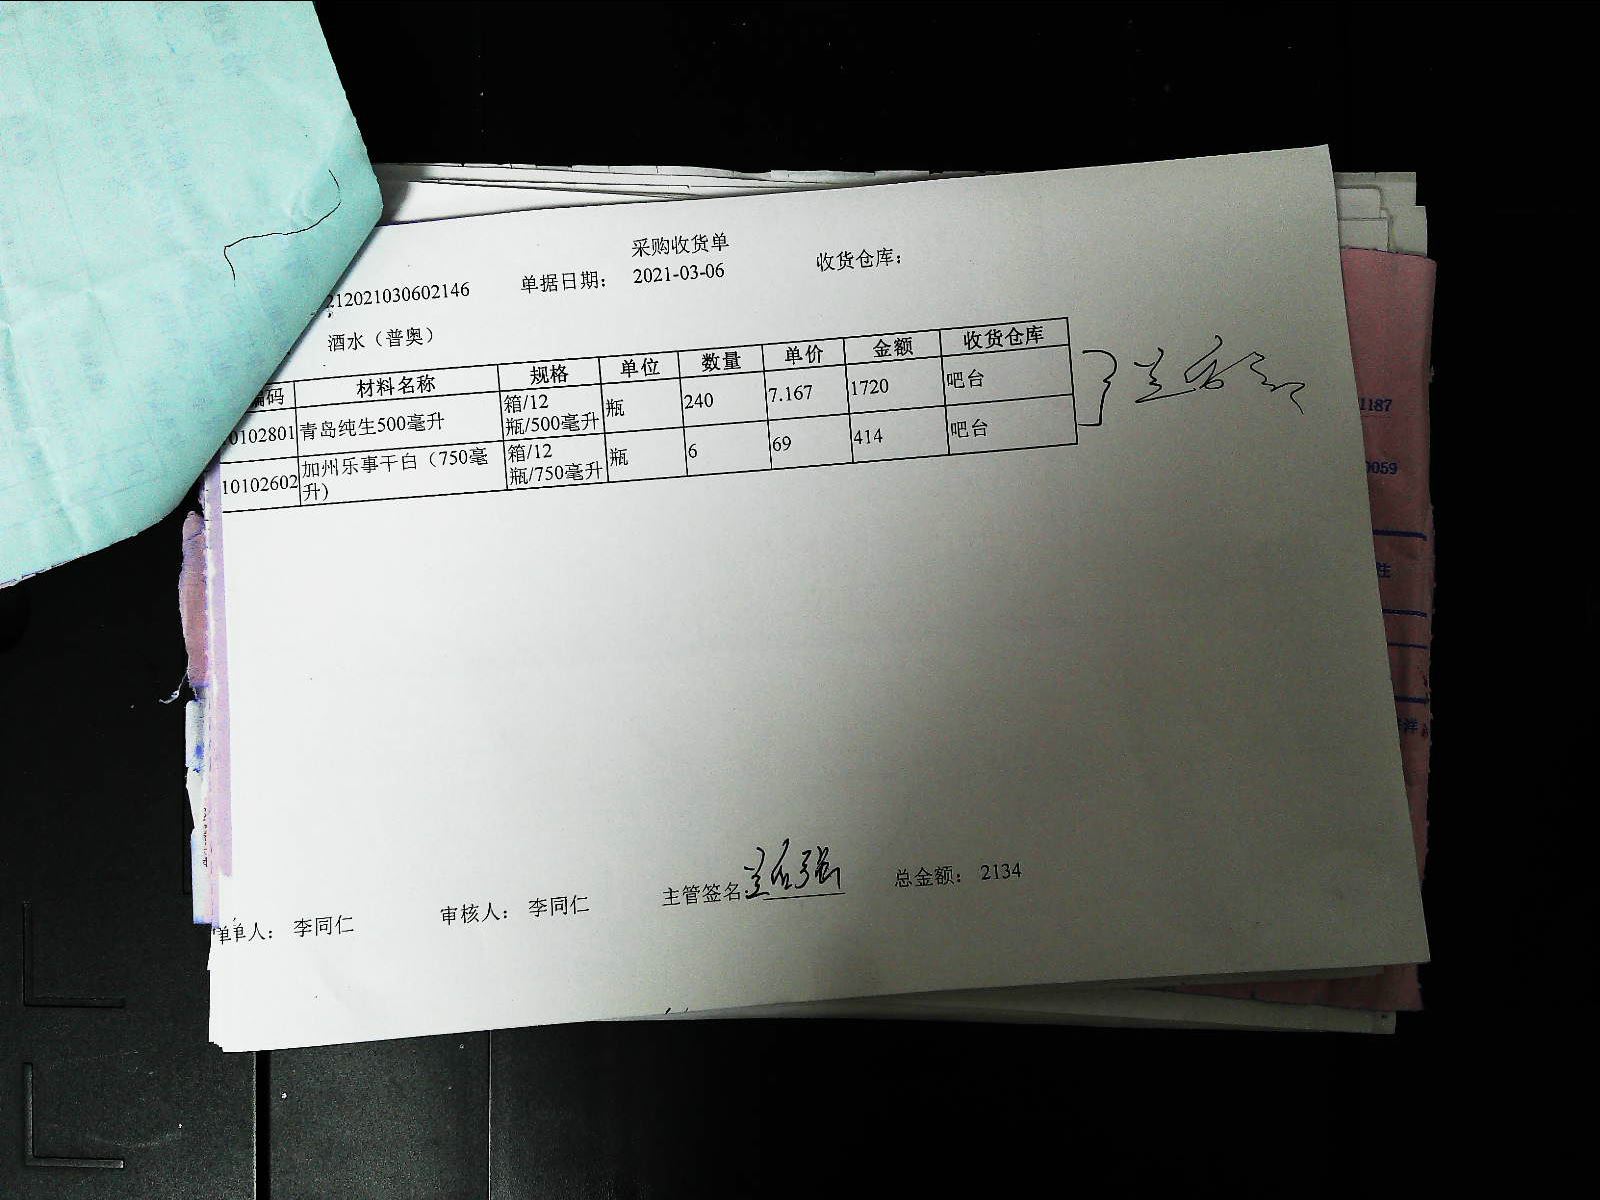 采购收货单
212021030602146 单据日期： 2021-03-06 收货仓库：
酒水（普奥）
编码 材料名称 规格 单位 数量 单价 金额 收货仓库
10102801 青岛纯生500毫升 箱/12 瓶/500毫升 瓶 240 7.167 1720 吧台
10102602 加州乐事干白（750毫升） 箱/12 瓶/750毫升 瓶 6 69 414 吧台
单人： 李同仁 审核人： 李同仁 主管签名 总金额： 2134
1187
0059